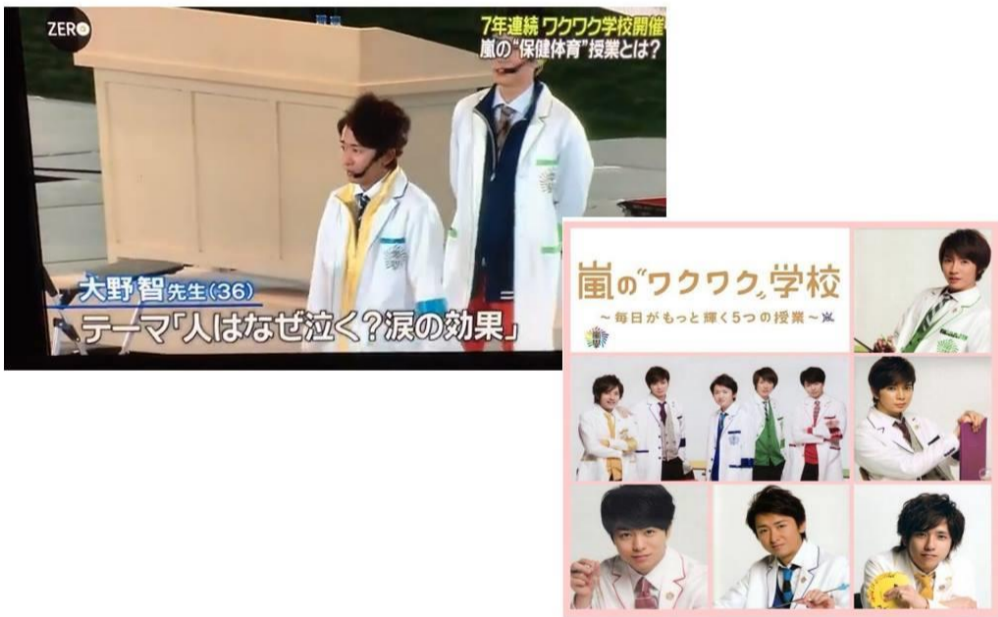 ZERO
7年連続 ワクワク学校開催
嵐の"保健体育"授業とは?
大野智先生(36)
テーマ「人はなぜ泣く?涙の効果」
嵐の"ワクワク"学校
～毎日がもっと輝く5つの授業～